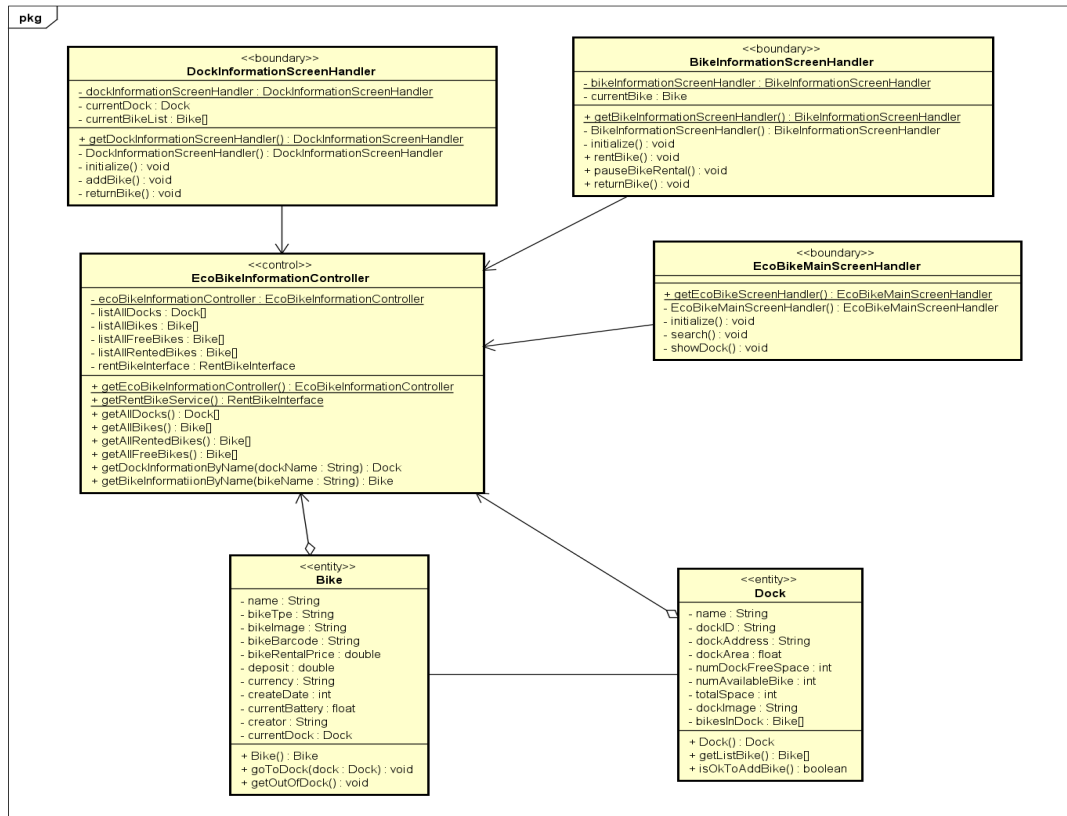 pkg
<<boundary>>
DockInformationScreenHandler
- dockInformationScreenHandler : DockInformationScreenHandler
- currentDock : Dock
- currentBikeList : Bike[]
+ getDockInformationScreenHandler() : DockInformationScreenHandler
- DockInformationScreenHandler() : DockInformationScreenHandler
- initialize() : void
- addBike() : void
- returnBike() : void
<<boundary>>
BikeInformationScreenHandler
- bikeInformationScreenHandler : BikeInformationScreenHandler
- currentBike : Bike
+ getBikeInformationScreenHandler() : BikeInformationScreenHandler
- BikeInformationScreenHandler() : BikeInformationScreenHandler
- initialize() : void
+ rentBike() : void
+ pauseBikeRental() : void
+ returnBike() : void
<<control>>
EcoBikeInformationController
- ecoBikeInformationController : EcoBikeInformationController
- listAllDocks : Dock[]
- listAllBikes : Bike[]
- listAllFreeBikes : Bike[]
- listAllRentedBikes : Bike[]
- rentBikeInterface : RentBikeInterface
+ getEcoBikeInformationController() : EcoBikeInformationController
+ getRentBikeService() : RentBikeInterface
+ getAllDocks() : Dock[]
+ getAllBikes() : Bike[]
+ getAllRentedBikes() : Bike[]
+ getAllFreeBikes() : Bike[]
+ getDockInformationByName(dockName : String) : Dock
+ getBikeInformatiionByName(bikeName : String) : Bike
<<boundary>>
EcoBikeMainScreenHandler
+ getEcoBikeScreenHandler() : EcoBikeMainScreenHandler
- EcoBikeMainScreenHandler() : EcoBikeMainScreenHandler
- initialize() : void
- search() : void
- showDock() : void
<<entity>>
Bike
- name : String
- bikeTpe : String
- bikeImage : String
- bikeBarcode : String
- bikeRentalPrice : double
- deposit : double
- currency : String
- createDate : int
- currentBattery : float
- creator : String
- currentDock : Dock
+ Bike() : Bike
+ goToDock(dock : Dock) : void
+ getOutOfDock() : void
<<entity>>
Dock
- name : String
- dockID : String
- dockAddress : String
- dockArea : float
- numDockFreeSpace : int
- numAvailableBike : int
- totalSpace : int
- dockImage : String
- bikesInDock : Bike[]
+ Dock() : Dock
+ getListBike() : Bike[]
+ isOkToAddBike() : boolean